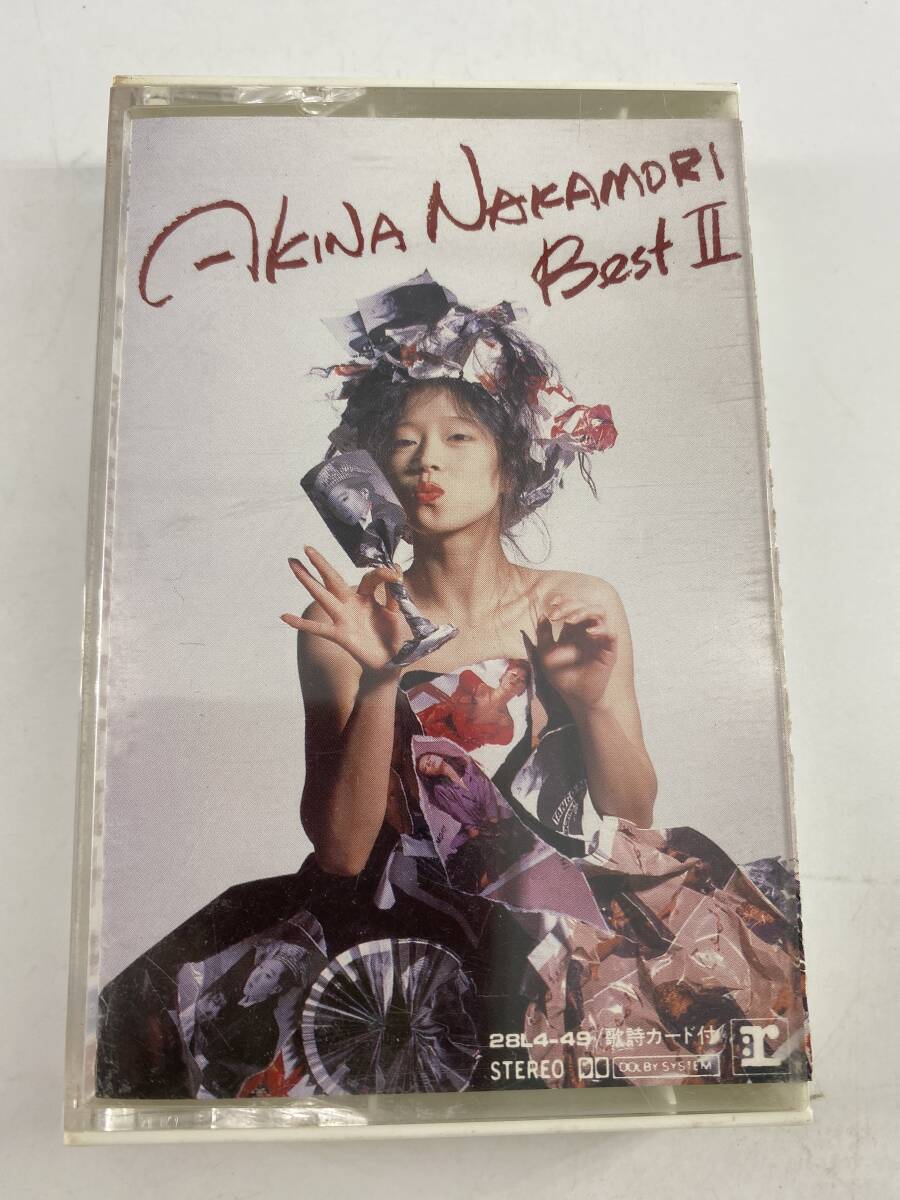 AKINA NAKAMORI
Best II
28L4-49/歌詩カード付
STEREO DOLBY SYSTEM